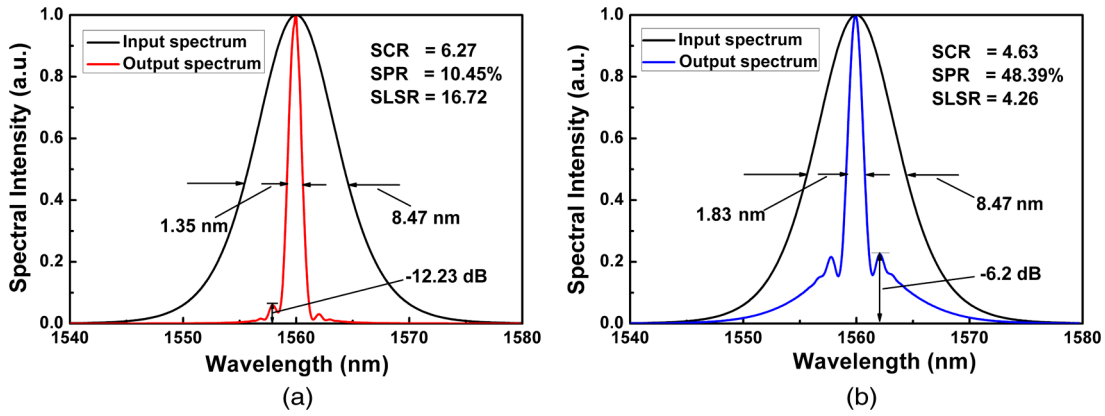 Input spectrum
Output spectrum
SCR = 6.27
SPR = 10.45%
SLSR = 16.72
1.35 nm
8.47 nm
-12.23 dB
Spectral Intensity (a.u.)
1.0
0.8
0.6
0.4
0.2
0.0
1540
1550
1560
1570
1580
Wavelength (nm)
(a)
Input spectrum
Output spectrum
SCR = 4.63
SPR = 48.39%
SLSR = 4.26
1.83 nm
8.47 nm
-6.2 dB
Spectral Intensity (a.u.)
1.0
0.8
0.6
0.4
0.2
0.0
1540
1550
1560
1570
1580
Wavelength (nm)
(b)